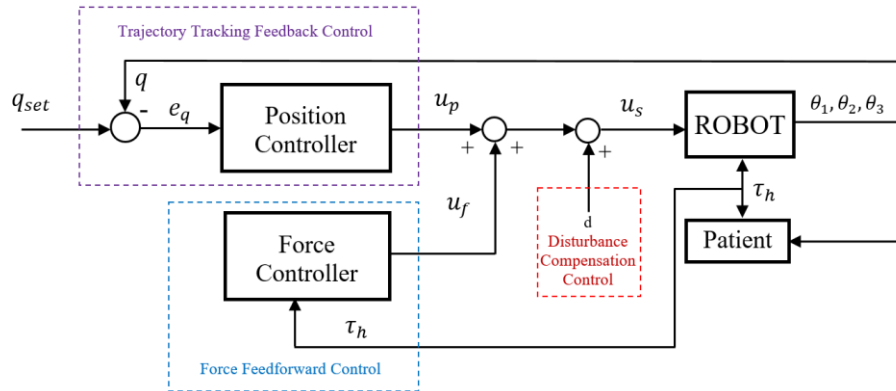 Trajectory Tracking Feedback Control
q
q_set
-
e_q
Position
Controller
u_p
+
+
u_s
+
ROBOT
θ_1, θ_2, θ_3
τ_h
u_f
d
Disturbance
Compensation
Control
Patient
Force
Controller
τ_h
Force Feedforward Control